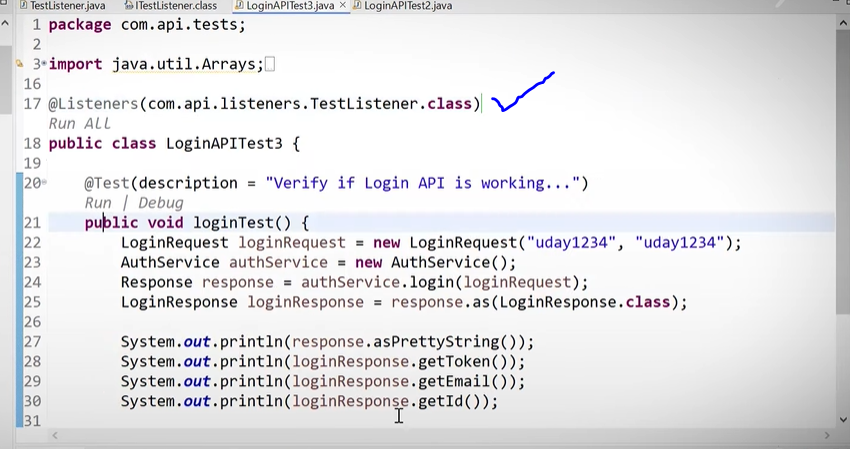 TestListener.java ITestListener.class LoginAPITest3.java LoginAPITest2.java
1 package com.api.tests;
2
3 import java.util.Arrays;
16
17 @Listeners(com.api.listeners.TestListener.class)
Run All
18 public class LoginAPITest3 {
19
20 @Test(description = "Verify if Login API is working...")
Run | Debug
21 public void loginTest() {
22 LoginRequest loginRequest = new LoginRequest("uday1234", "uday1234");
23 AuthService authService = new AuthService();
24 Response response = authService.login(loginRequest);
25 LoginResponse loginResponse = response.as(LoginResponse.class);
26
27 System.out.println(response.asPrettyString());
28 System.out.println(loginResponse.getToken());
29 System.out.println(loginResponse.getEmail());
30 System.out.println(loginResponse.getId());
31